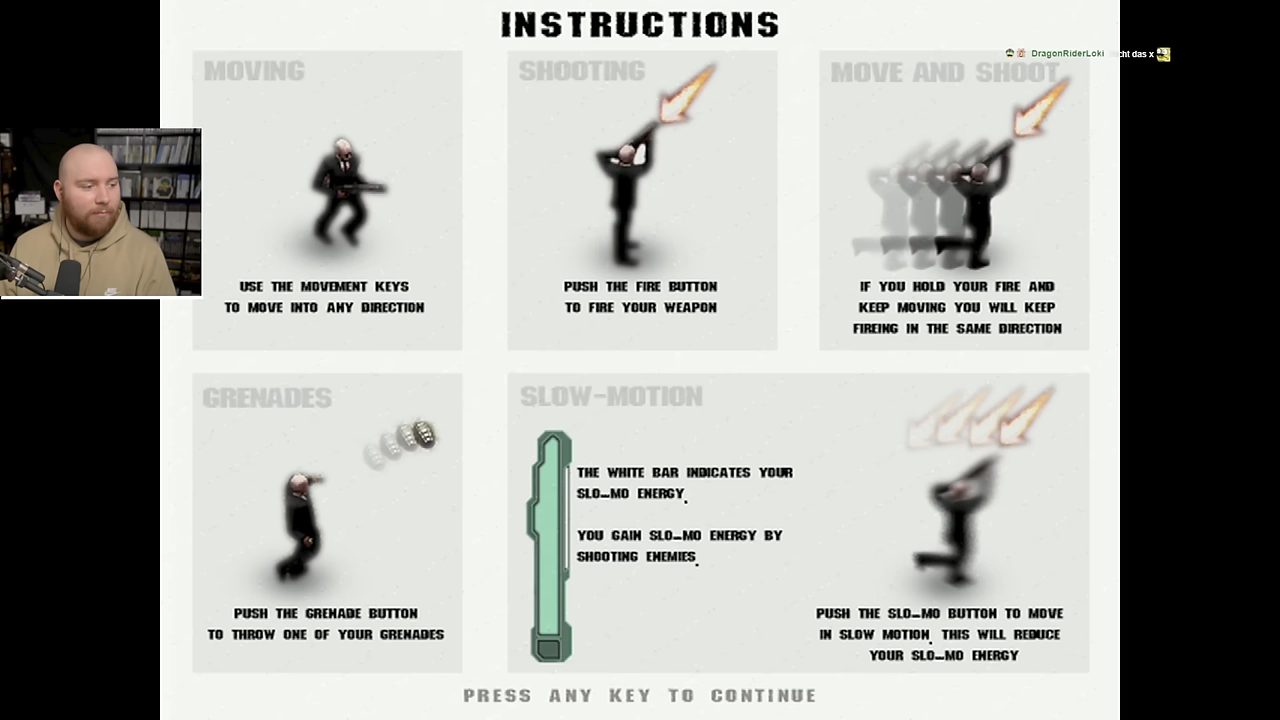 INSTRUCTIONS
MOVING
USE THE MOVEMENT KEYS
TO MOVE INTO ANY DIRECTION
SHOOTING
PUSH THE FIRE BUTTON
TO FIRE YOUR WEAPON
MOVE AND SHOOT
IF YOU HOLD YOUR FIRE AND
KEEP MOVING YOU WILL KEEP
FIREING IN THE SAME DIRECTION
DragonRiderLoki das x
GRENADES
PUSH THE GRENADE BUTTON
TO THROW ONE OF YOUR GRENADES
SLOW-MOTION
THE WHITE BAR INDICATES YOUR
SLO-MO ENERGY.
YOU GAIN SLO-MO ENERGY BY
SHOOTING ENEMIES.
PUSH THE SLO-MO BUTTON TO MOVE
IN SLOW MOTION. THIS WILL REDUCE
YOUR SLO-MO ENERGY
PRESS ANY KEY TO CONTINUE